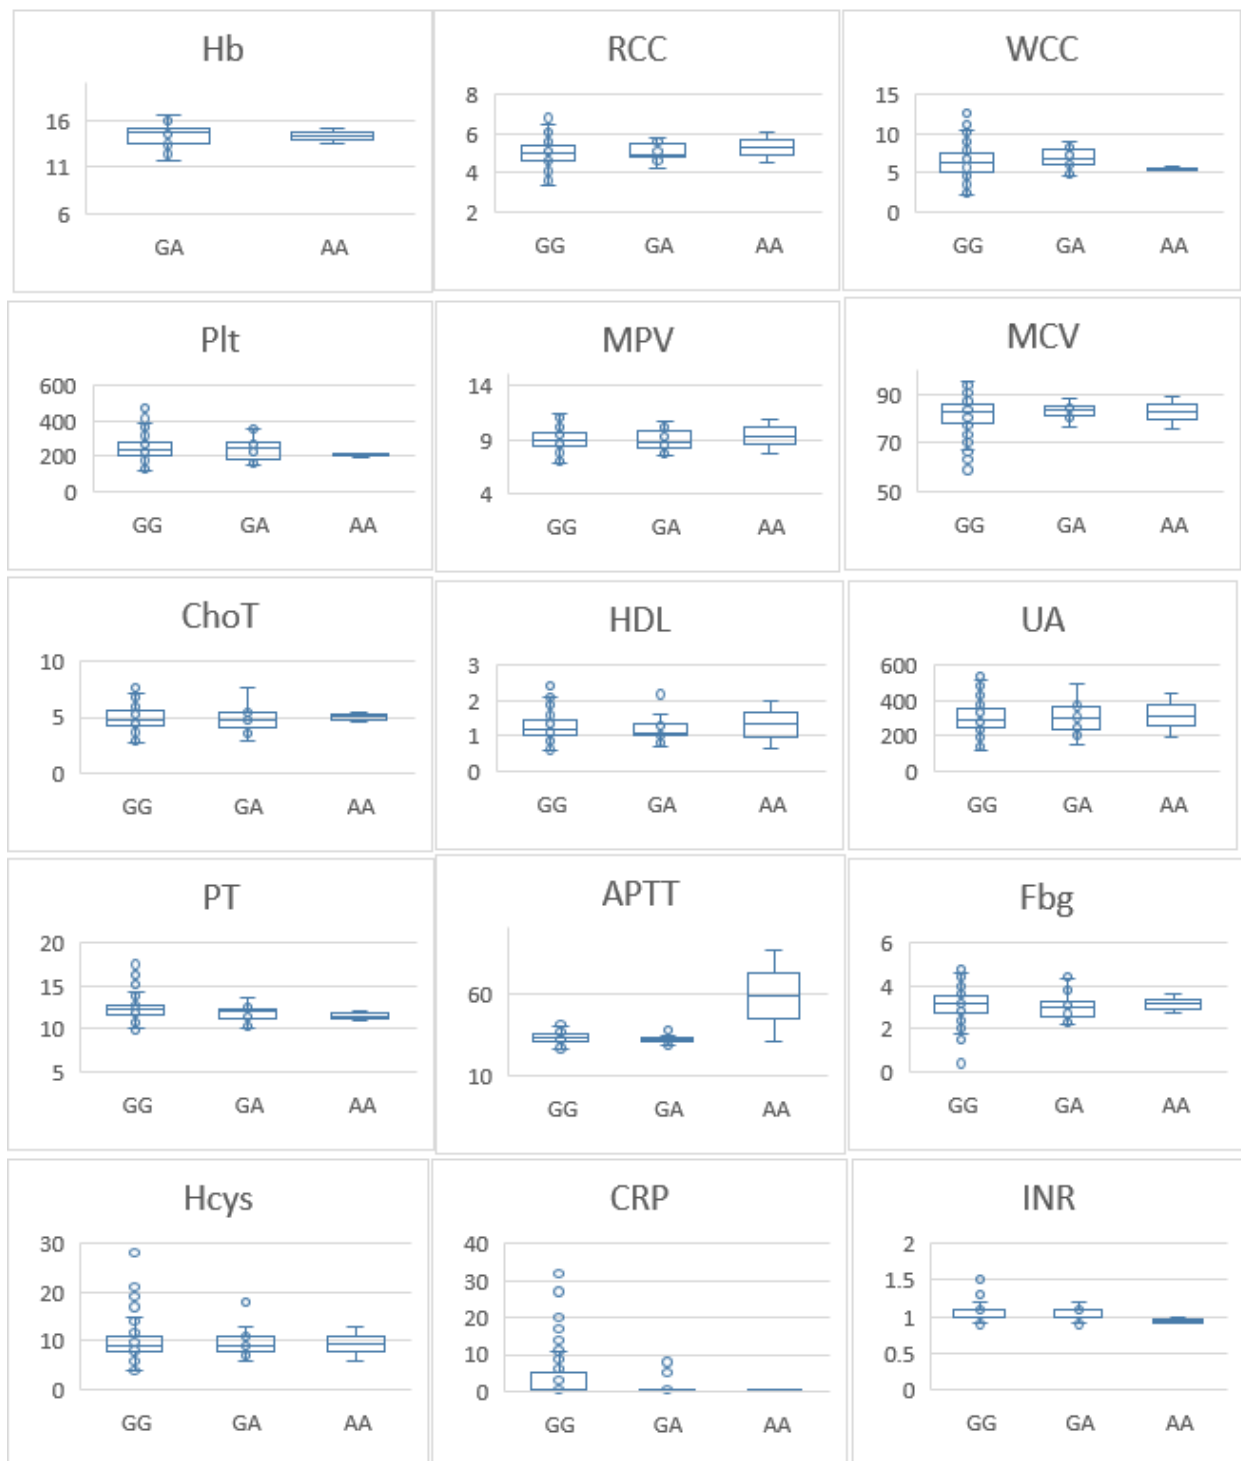 Hb
16
11
6
GA AA
RCC
8
6
4
2
GG GA AA
WCC
15
10
5
0
GG GA AA
Plt
600
400
200
0
GG GA AA
MPV
14
9
4
GG GA AA
MCV
90
70
50
GG GA AA
ChoT
10
5
0
GG GA AA
HDL
3
2
1
0
GG GA AA
UA
600
400
200
0
GG GA AA
PT
20
15
10
5
GG GA AA
APTT
60
10
GG GA AA
Fbg
6
4
2
0
GG GA AA
Hcys
30
20
10
0
GG GA AA
CRP
40
30
20
10
0
GG GA AA
INR
2
1.5
1
0.5
0
GG GA AA